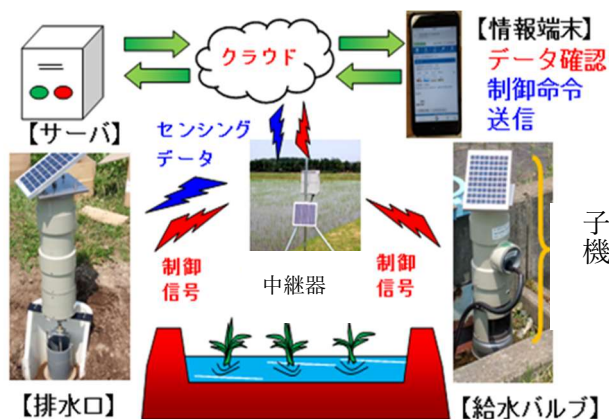 クラウド
【サーバ】
【情報端末】
データ確認
制御命令
送信
センシング
データ
制御
信号
中継器
制御
信号
子機
【排水口】
【給水バルブ】